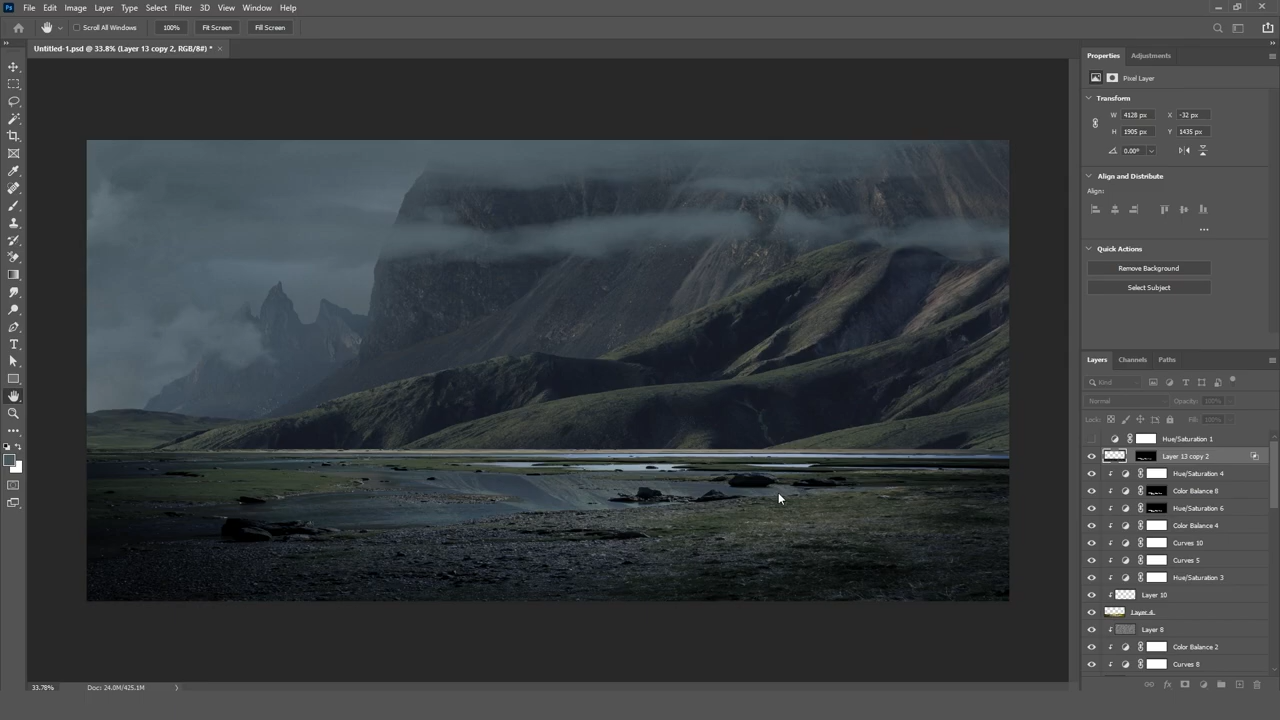 Ps File Edit Image Layer Type Select Filter 3D View Window Help
Scroll All Windows 100% Fit Screen Fill Screen
Untitled-1.psd @ 33.8% (Layer 13 copy 2, RGB/8#) * ×
Properties Adjustments
Pixel Layer
Transform
W 4128 px X -32 px
H 1905 px Y 1435 px
0.00°
Align and Distribute
Align:
Quick Actions
Remove Background
Select Subject
Layers Channels Paths
Kind
Normal Opacity: 100%
Lock: Fill: 100%
Hue/Saturation 1
Layer 13 copy 2
Hue/Saturation 4
Color Balance 8
Hue/Saturation 6
Color Balance 4
Curves 10
Curves 5
Hue/Saturation 3
Layer 10
Layer 4
Layer 8
Color Balance 2
Curves 8
33.78% Doc: 24.0M/425.1M